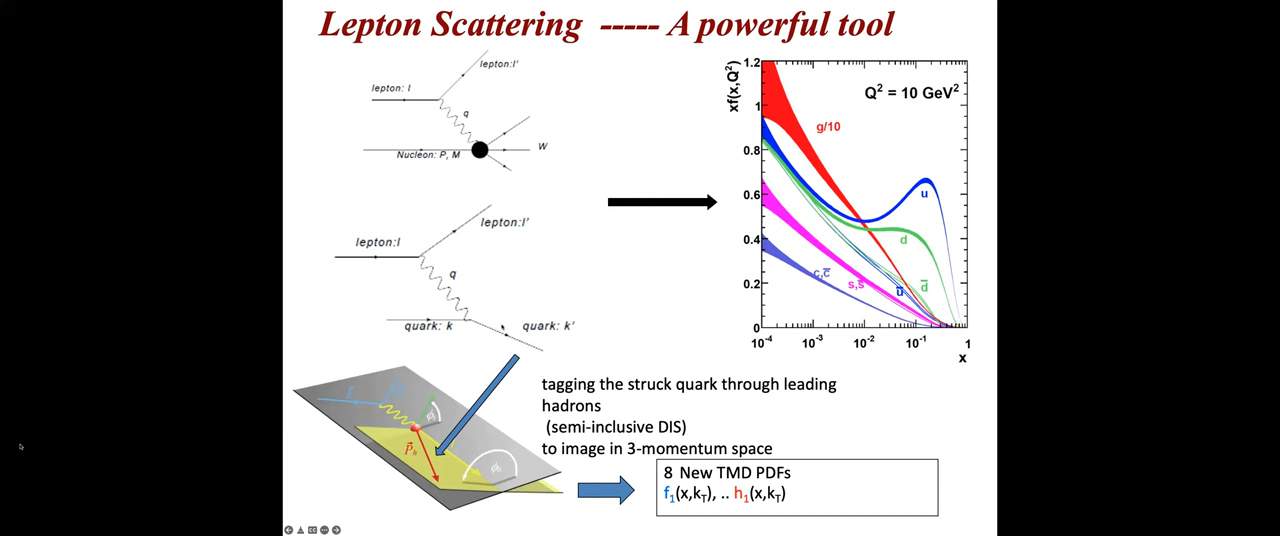 Lepton Scattering ----- A powerful tool
lepton: l
lepton:l'
q
Nucleon: P, M
W
lepton:l
lepton:l'
q
quark: k
quark: k'
xf(x,Q²)
Q² = 10 GeV²
g/10
u
d
c,c̅
s,s̅
u̅
d̅
1.2
1
0.8
0.6
0.4
0.2
0
10⁻⁴
10⁻³
10⁻²
10⁻¹
1
x
P⃗h
ϕh
tagging the struck quark through leading
hadrons
(semi-inclusive DIS)
to image in 3-momentum space
8 New TMD PDFs
f₁(x,kT), .. h₁(x,kT)